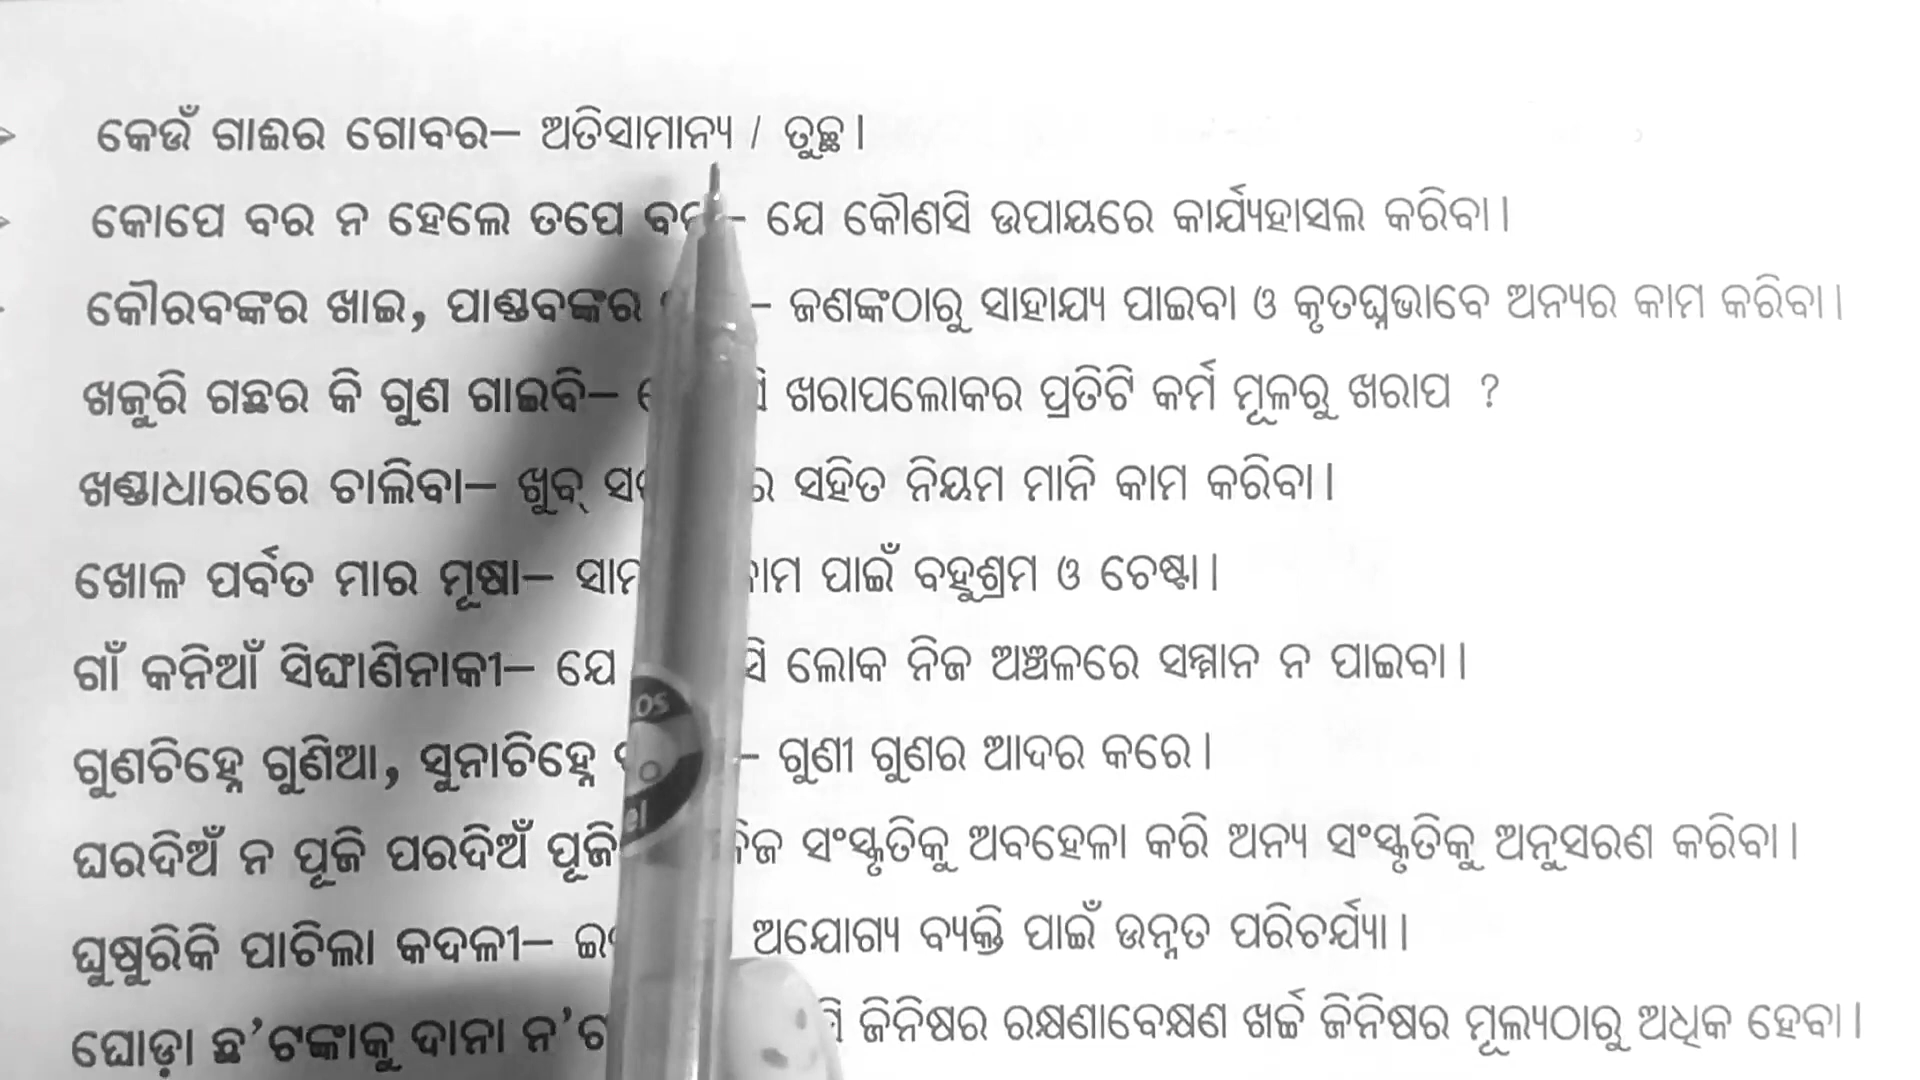 କେଉଁ ଗାଈର ଗୋବର– ଅତିସାମାନ୍ୟ / ତୁଚ୍ଛ।
କୋପେ ବର ନ ହେଲେ ତପେ – ଯେ କୌଣସି ଉପାୟରେ କାର୍ଯ୍ୟହାସଲ କରିବା।
କୌରବଙ୍କର ଖାଇ, ପାଣ୍ଡବଙ୍କର – ଜଣଙ୍କଠାରୁ ସାହାଯ୍ୟ ପାଇବା ଓ କୃତଘ୍ନଭାବେ ଅନ୍ୟର କାମ କରିବା।
ଖଜୁରି ଗଛର କି ଗୁଣ ଗାଇବି– ଖରାପଲୋକର ପ୍ରତିଟି କର୍ମ ମୂଳରୁ ଖରାପ ?
ଖଣ୍ଡାଧାରରେ ଚାଲିବା– ଖୁବ୍ ସହିତ ନିୟମ ମାନି କାମ କରିବା।
ଖୋଳ ପର୍ବତ ମାର ମୂଷା– ପାଇଁ ବହୁଶ୍ରମ ଓ ଚେଷ୍ଟା।
ଗାଁ କନିଆଁ ସିଙ୍ଘାଣିନାକୀ– ଯେ ଲୋକ ନିଜ ଅଞ୍ଚଳରେ ସମ୍ମାନ ନ ପାଇବା।
ଗୁଣଚିହ୍ନେ ଗୁଣିଆ, ସୁନାଚିହ୍ନେ – ଗୁଣୀ ଗୁଣର ଆଦର କରେ।
ଘରଦିଅଁ ନ ପୂଜି ପରଦିଅଁ ସଂସ୍କୃତିକୁ ଅବହେଳା କରି ଅନ୍ୟ ସଂସ୍କୃତିକୁ ଅନୁସରଣ କରିବା।
ଘୁଷୁରିକି ପାଚିଲା କଦଳୀ– ଅଯୋଗ୍ୟ ବ୍ୟକ୍ତି ପାଇଁ ଉନ୍ନତ ପରିଚର୍ଯ୍ୟା।
ଘୋଡ଼ା ଛ’ଟଙ୍କାକୁ ଦାନା ଜିନିଷର ରକ୍ଷଣାବେକ୍ଷଣ ଖର୍ଚ୍ଚ ଜିନିଷର ମୂଲ୍ୟଠାରୁ ଅଧିକ ହେବା।